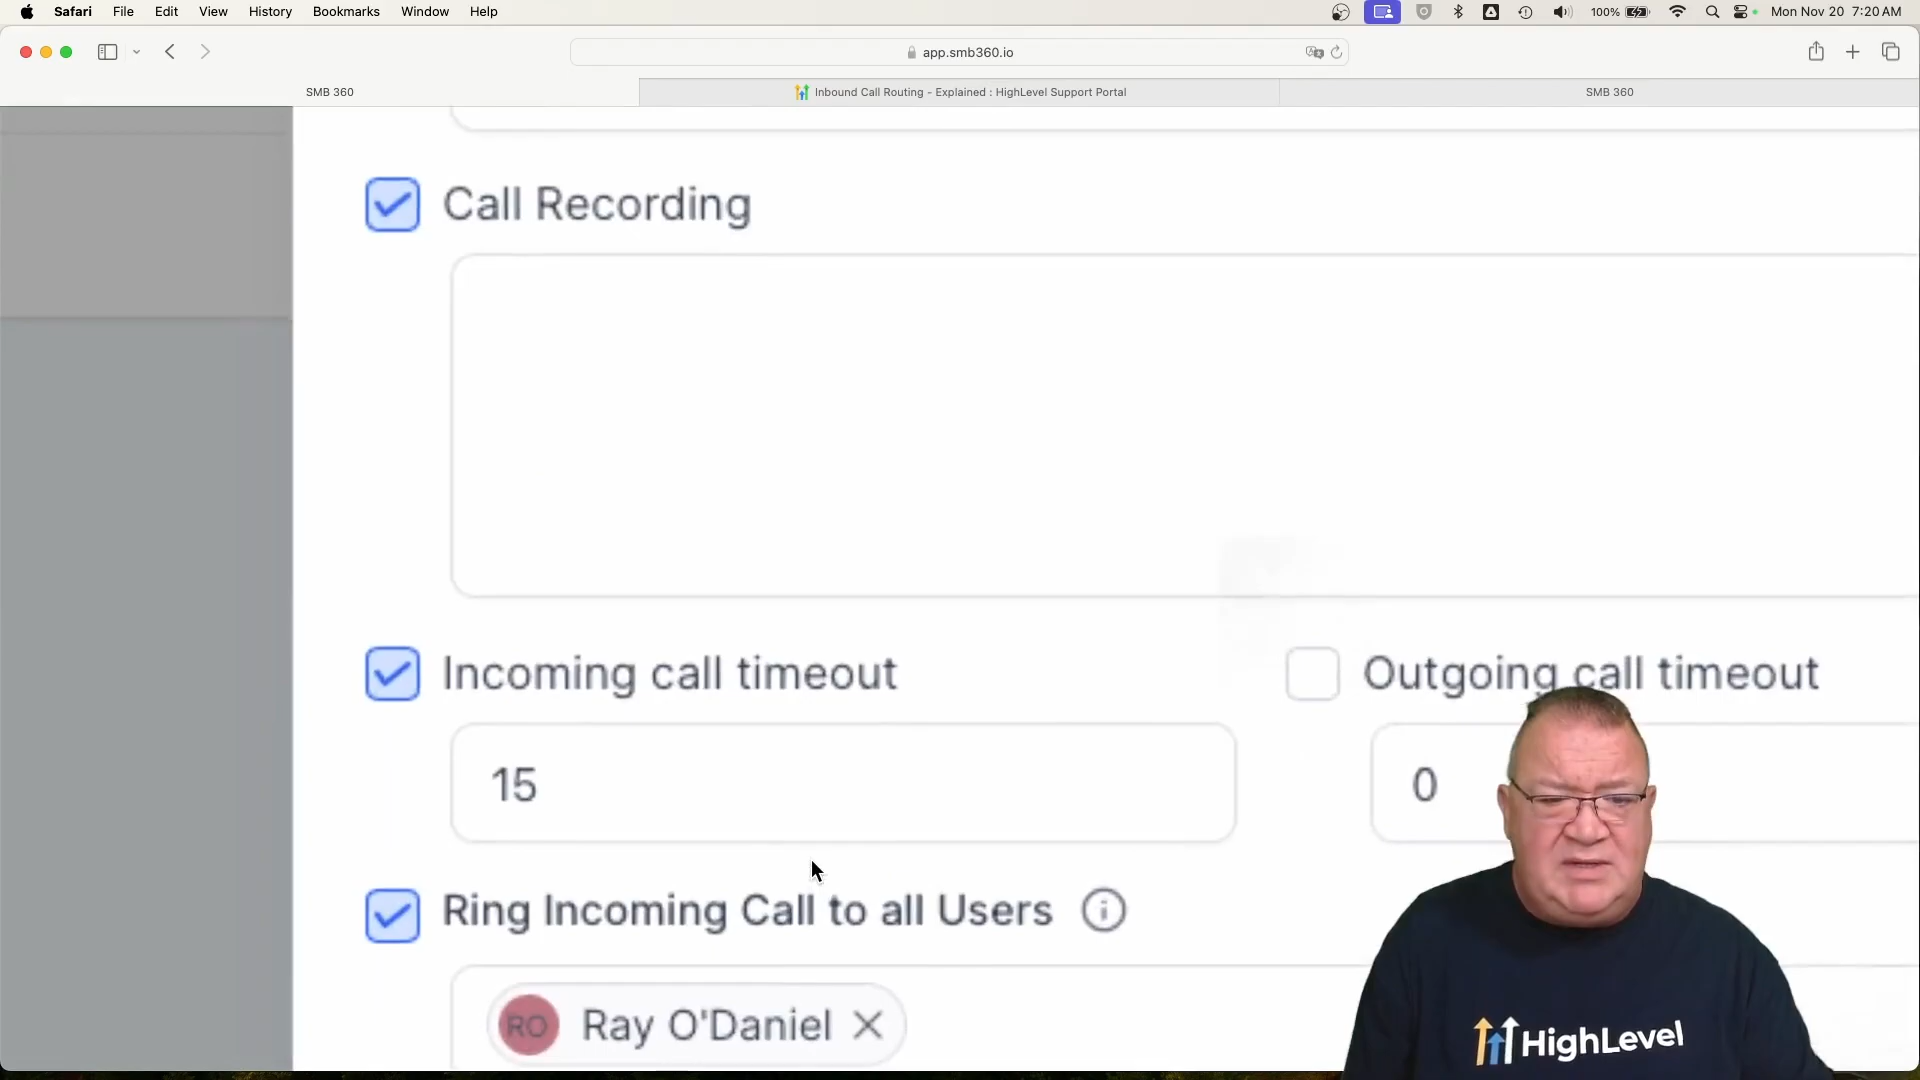 Safari File Edit View History Bookmarks Window Help 100% Mon Nov 20 7:20 AM
app.smb360.io
SMB 360 Inbound Call Routing - Explained : HighLevel Support Portal SMB 360
Call Recording
Incoming call timeout Outgoing call timeout
15 0
Ring Incoming Call to all Users
RO Ray O'Daniel
HighLevel